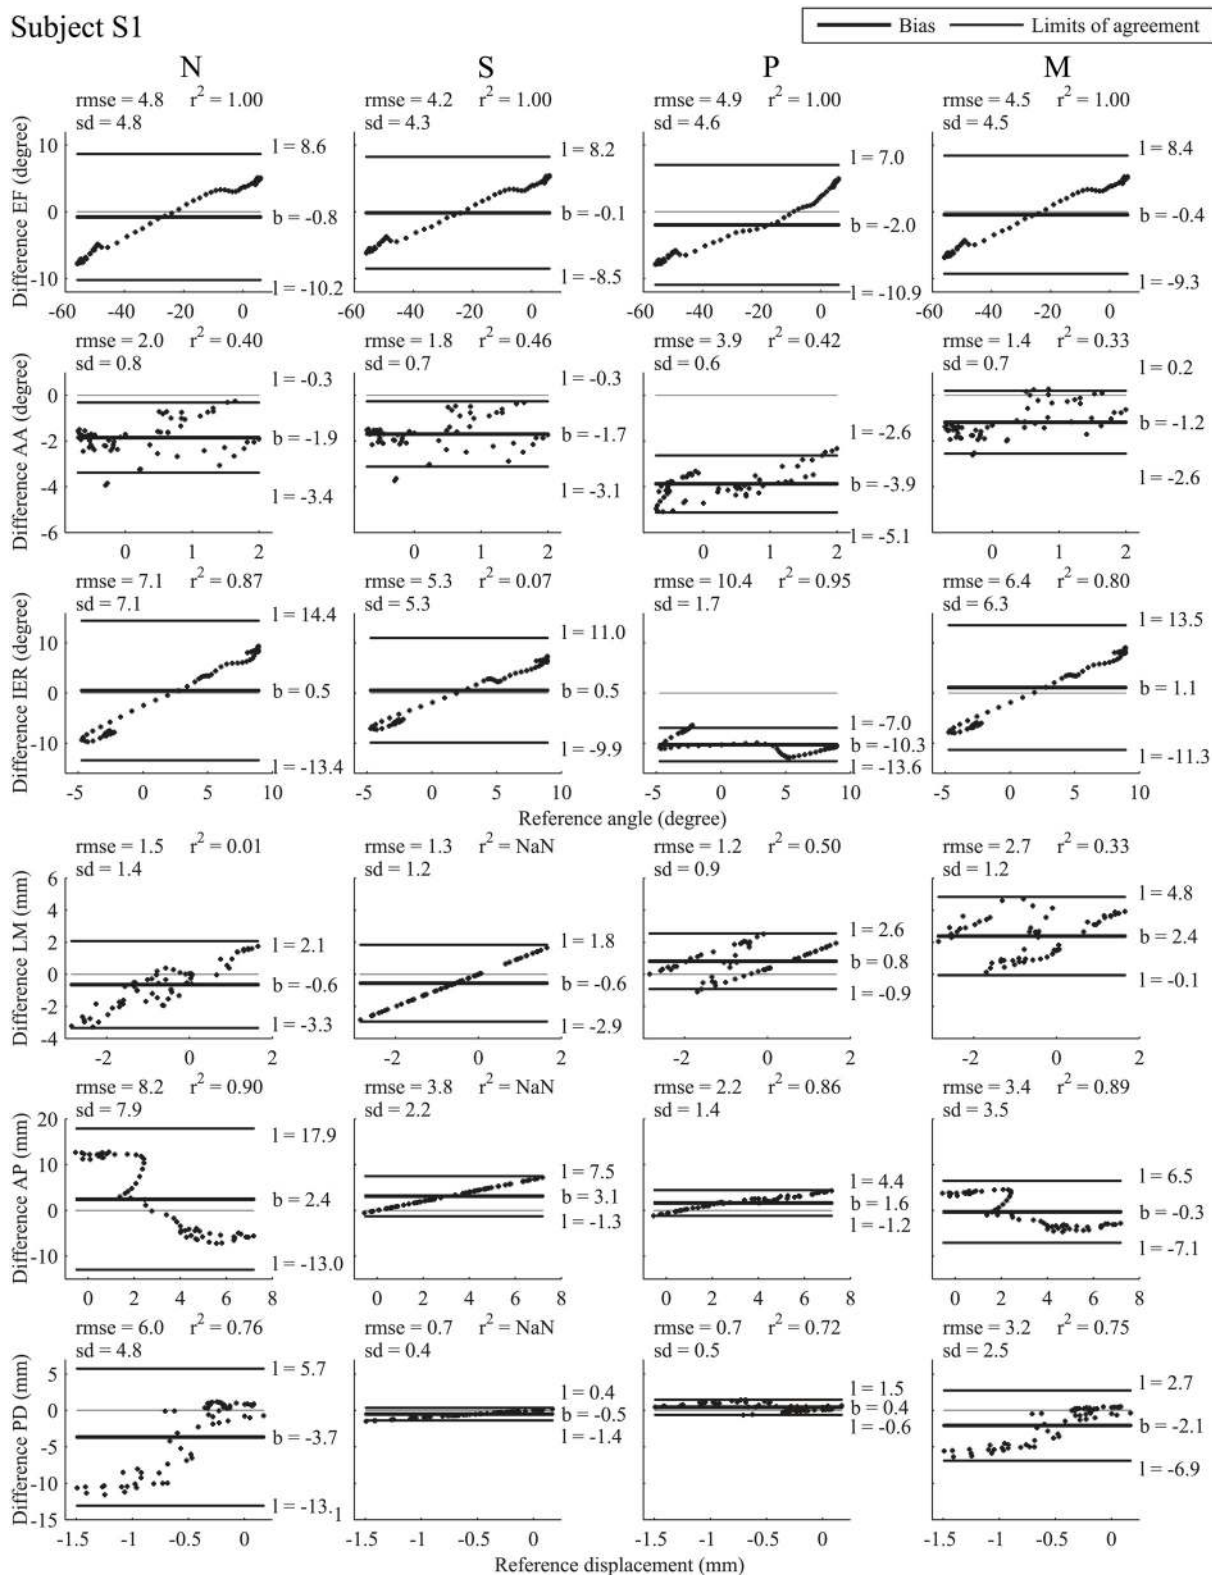 Subject S1
Bias Limits of agreement
N S P M
rmse = 4.8 r² = 1.00 rmse = 4.2 r² = 1.00 rmse = 4.9 r² = 1.00 rmse = 4.5 r² = 1.00
sd = 4.8 sd = 4.3 sd = 4.6 sd = 4.5
Difference EF (degree)
10 0 -10
l = 8.6 l = 8.2 l = 7.0 l = 8.4
b = -0.8 b = -0.1 b = -2.0 b = -0.4
l = -10.2 l = -8.5 l = -10.9 l = -9.3
-60 -40 -20 0 -60 -40 -20 0 -60 -40 -20 0 -60 -40 -20 0
rmse = 2.0 r² = 0.40 rmse = 1.8 r² = 0.46 rmse = 3.9 r² = 0.42 rmse = 1.4 r² = 0.33
sd = 0.8 sd = 0.7 sd = 0.6 sd = 0.7
Difference AA (degree)
0 -2 -4 -6
l = -0.3 l = -0.3 l = -2.6 l = 0.2
b = -1.9 b = -1.7 b = -3.9 b = -1.2
l = -3.4 l = -3.1 l = -5.1 l = -2.6
0 1 2 0 1 2 0 1 2 0 1 2
rmse = 7.1 r² = 0.87 rmse = 5.3 r² = 0.07 rmse = 10.4 r² = 0.95 rmse = 6.4 r² = 0.80
sd = 7.1 sd = 5.3 sd = 1.7 sd = 6.3
Difference IER (degree)
10 0 -10
l = 14.4 l = 11.0 l = -7.0 l = 13.5
b = 0.5 b = 0.5 b = -10.3 b = 1.1
l = -13.4 l = -9.9 l = -13.6 l = -11.3
-5 0 5 10 -5 0 5 10 -5 0 5 10 -5 0 5 10
Reference angle (degree)
rmse = 1.5 r² = 0.01 rmse = 1.3 r² = NaN rmse = 1.2 r² = 0.50 rmse = 2.7 r² = 0.33
sd = 1.4 sd = 1.2 sd = 0.9 sd = 1.2
Difference LM (mm)
6 4 2 0 -2 -4
l = 2.1 l = 1.8 l = 2.6 l = 4.8
b = -0.6 b = -0.6 b = 0.8 b = 2.4
l = -3.3 l = -2.9 l = -0.9 l = -0.1
-2 0 2 -2 0 2 -2 0 2 -2 0 2
rmse = 8.2 r² = 0.90 rmse = 3.8 r² = NaN rmse = 2.2 r² = 0.86 rmse = 3.4 r² = 0.89
sd = 7.9 sd = 2.2 sd = 1.4 sd = 3.5
Difference AP (mm)
20 10 0 -10
l = 17.9 l = 7.5 l = 4.4 l = 6.5
b = 2.4 b = 3.1 b = 1.6 b = -0.3
l = -13.0 l = -1.3 l = -1.2 l = -7.1
0 2 4 6 8 0 2 4 6 8 0 2 4 6 8 0 2 4 6 8
rmse = 6.0 r² = 0.76 rmse = 0.7 r² = NaN rmse = 0.7 r² = 0.72 rmse = 3.2 r² = 0.75
sd = 4.8 sd = 0.4 sd = 0.5 sd = 2.5
Difference PD (mm)
5 0 -5 -10 -15
l = 5.7 l = 0.4 l = 1.5 l = 2.7
b = -3.7 b = -0.5 b = 0.4 b = -2.1
l = -13.1 l = -1.4 l = -0.6 l = -6.9
-1.5 -1 -0.5 0 -1.5 -1 -0.5 0 -1.5 -1 -0.5 0 -1.5 -1 -0.5 0
Reference displacement (mm)